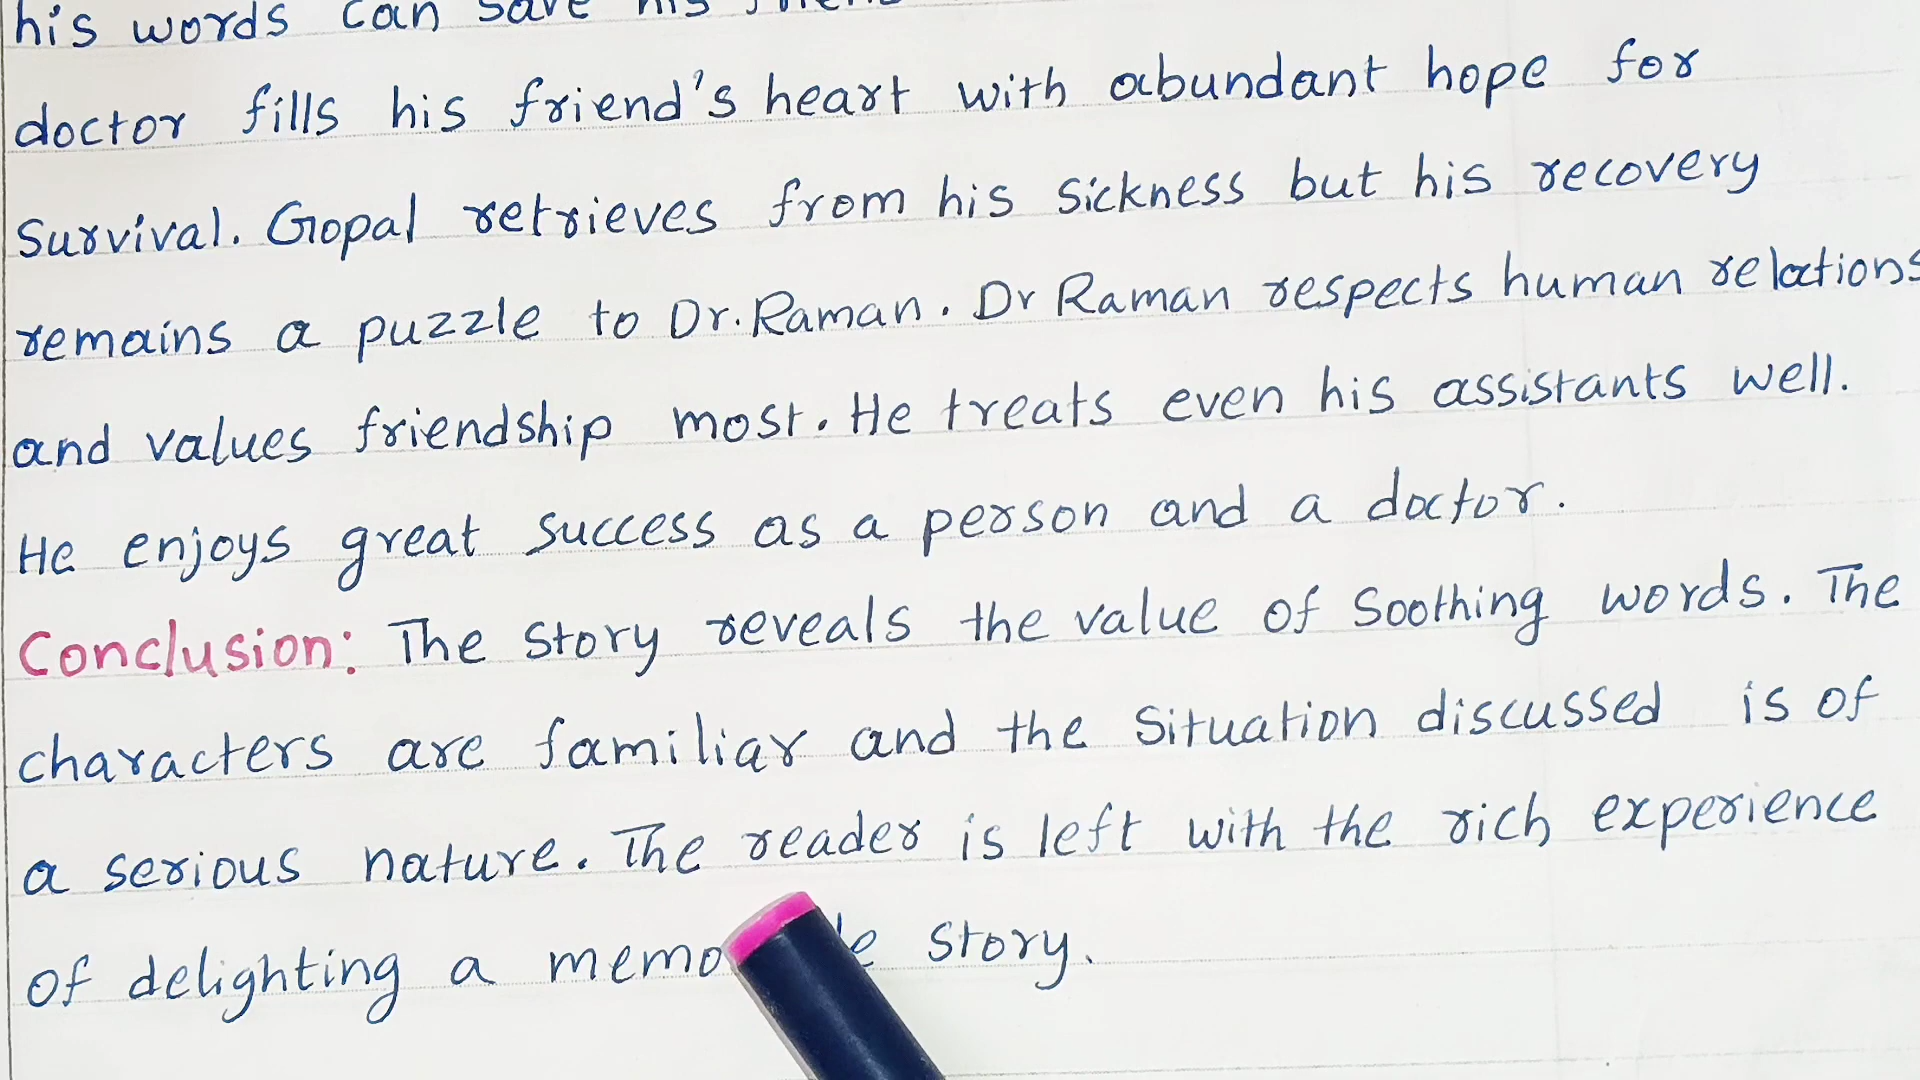 his words can save his
doctor fills his friend's heart with abundant hope for
Survival. Gopal retrieves from his sickness but his recovery
remains a puzzle to Dr. Raman. Dr Raman respects human relations
and values friendship most. He treats even his assistants well.
He enjoys great success as a person and a doctor.
Conclusion: The story reveals the value of soothing words. The
characters are familiar and the situation discussed is of
a serious nature. The reader is left with the rich experience
of delighting a story.